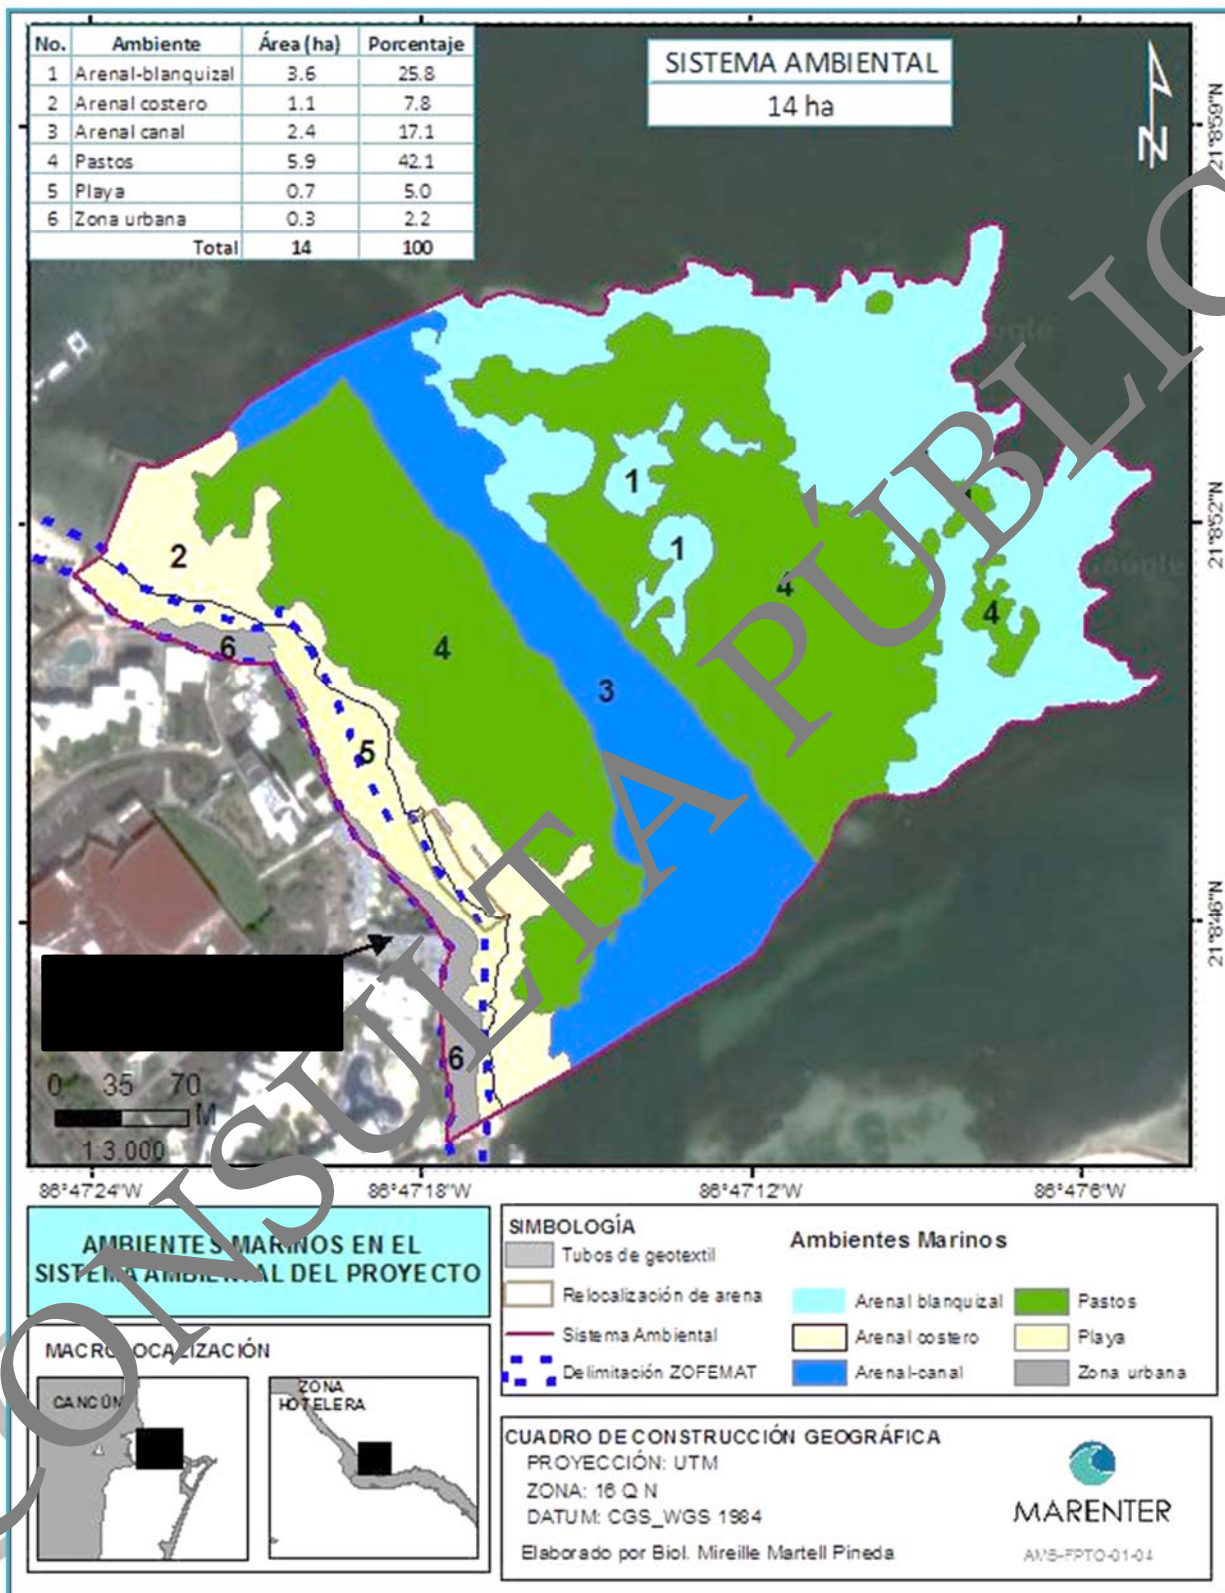 No. Ambiente Área (ha) Porcentaje
1 Arenal-blanquizal 3.6 25.8
2 Arenal costero 1.1 7.8
3 Arenal canal 2.4 17.1
4 Pastos 5.9 42.1
5 Playa 0.7 5.0
6 Zona urbana 0.3 2.2
Total 14 100
SISTEMA AMBIENTAL
14 ha
N
21°8'59"N
21°8'52"N
21°8'46"N
1
1
2
3
4
4
4
5
6
6
Google
0 35 70
M
1:3.000
86°47'24"W 86°47'18"W 86°47'12"W 86°47'6"W
CONSULTA PÚBLIC
AMBIENTES MARINOS EN EL
SISTEMA AMBIENTAL DEL PROYECTO
MACROLOCALIZACIÓN
CANCÚN
ZONA
HOTELERA
SIMBOLOGÍA
Tubos de geotextil
Relocalización de arena
Sistema Ambiental
Delimitación ZOFEMAT
Ambientes Marinos
Arenal blanquizal
Arenal costero
Arenal-canal
Pastos
Playa
Zona urbana
CUADRO DE CONSTRUCCIÓN GEOGRÁFICA
PROYECCIÓN: UTM
ZONA: 16 Q N
DATUM: CGS_WGS 1984
Elaborado por Biol. Mireille Martell Pineda
MARENTER
AMB-FPTO-01-04